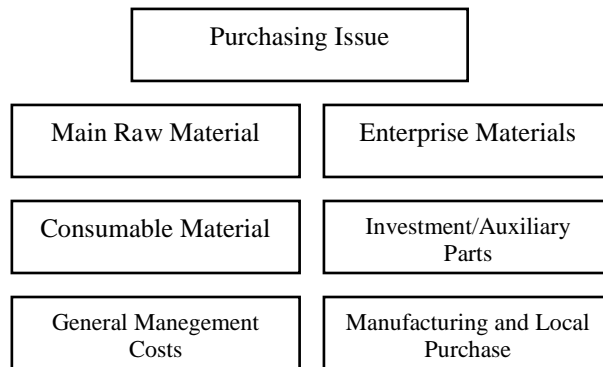 Purchasing Issue
Main Raw Material
Enterprise Materials
Consumable Material
Investment/Auxiliary
Parts
General Manegement
Costs
Manufacturing and Local
Purchase